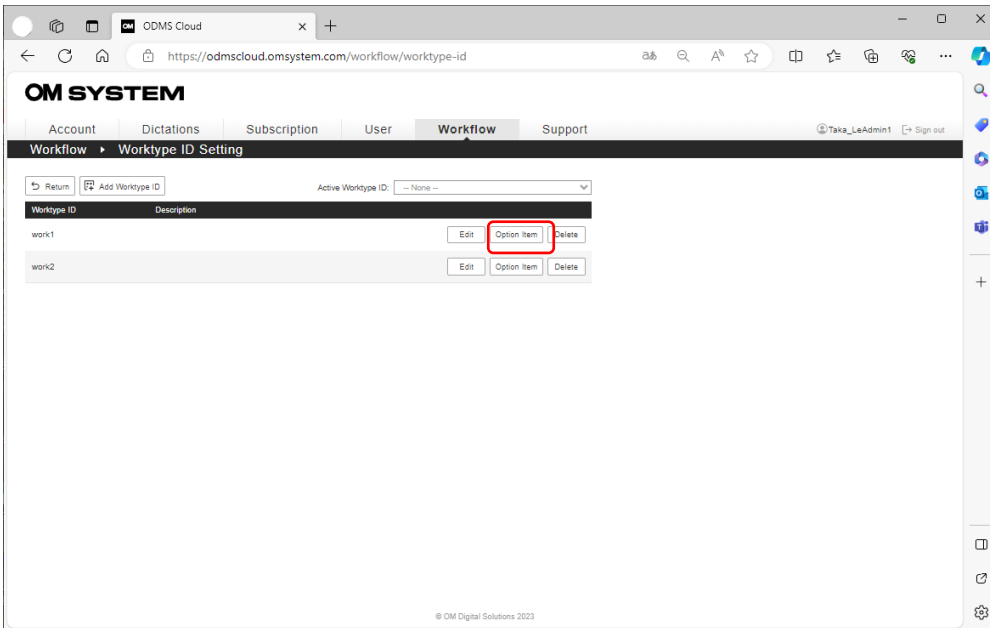 OM ODMS Cloud
https://odmscloud.omsystem.com/workflow/worktype-id
OM SYSTEM
Account Dictations Subscription User Workflow Support Taka_LeAdmin1 Sign out
Workflow ▸ Worktype ID Setting
Return Add Worktype ID Active Worktype ID: -- None --
Worktype ID Description
work1 Edit Option Item Delete
work2 Edit Option Item Delete
© OM Digital Solutions 2023